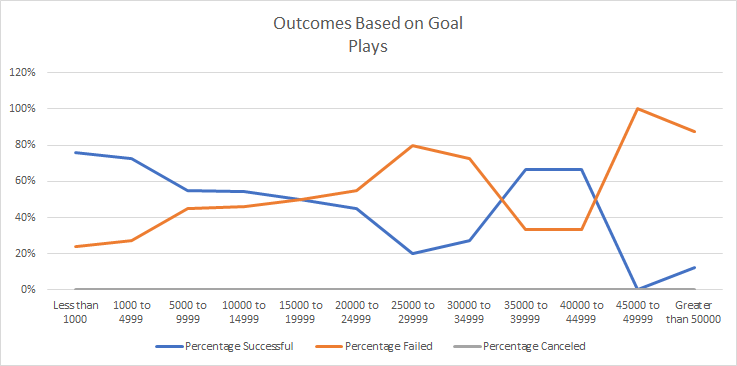 Outcomes Based on Goal
Plays
120%
100%
80%
60%
40%
20%
0%
Less than 1000
1000 to 4999
5000 to 9999
10000 to 14999
15000 to 19999
20000 to 24999
25000 to 29999
30000 to 34999
35000 to 39999
40000 to 44999
45000 to 49999
Greater than 50000
Percentage Successful
Percentage Failed
Percentage Canceled